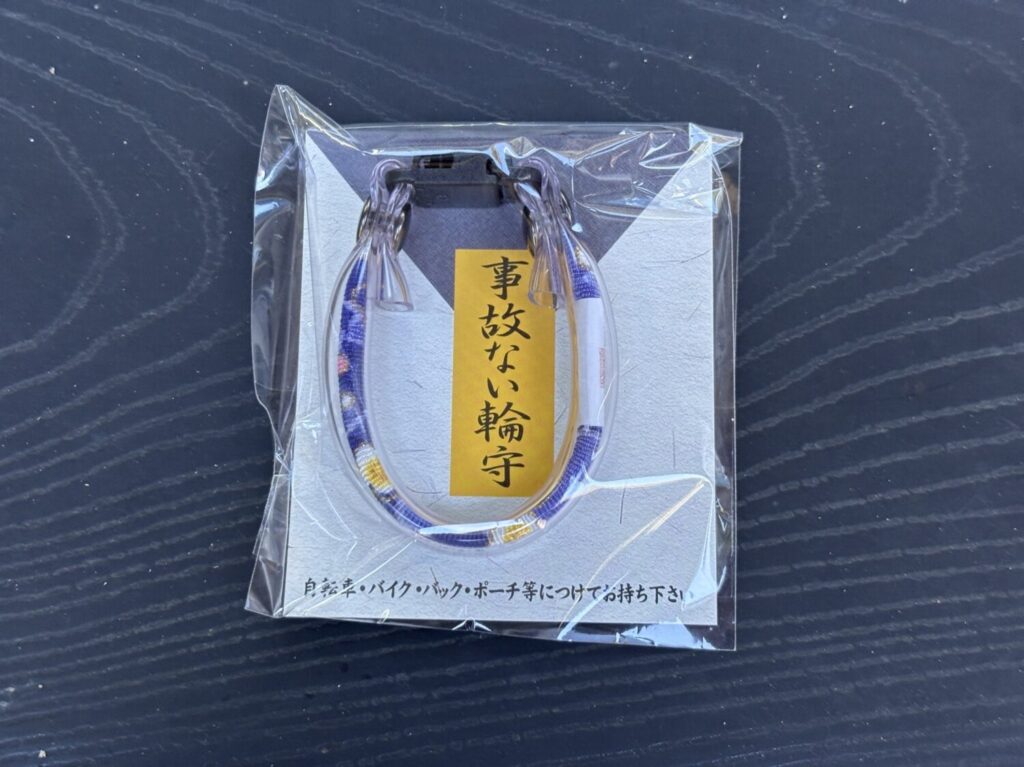 事故ない輪守
自転車・バイク・バック・ポーチ等につけてお持ち下さい